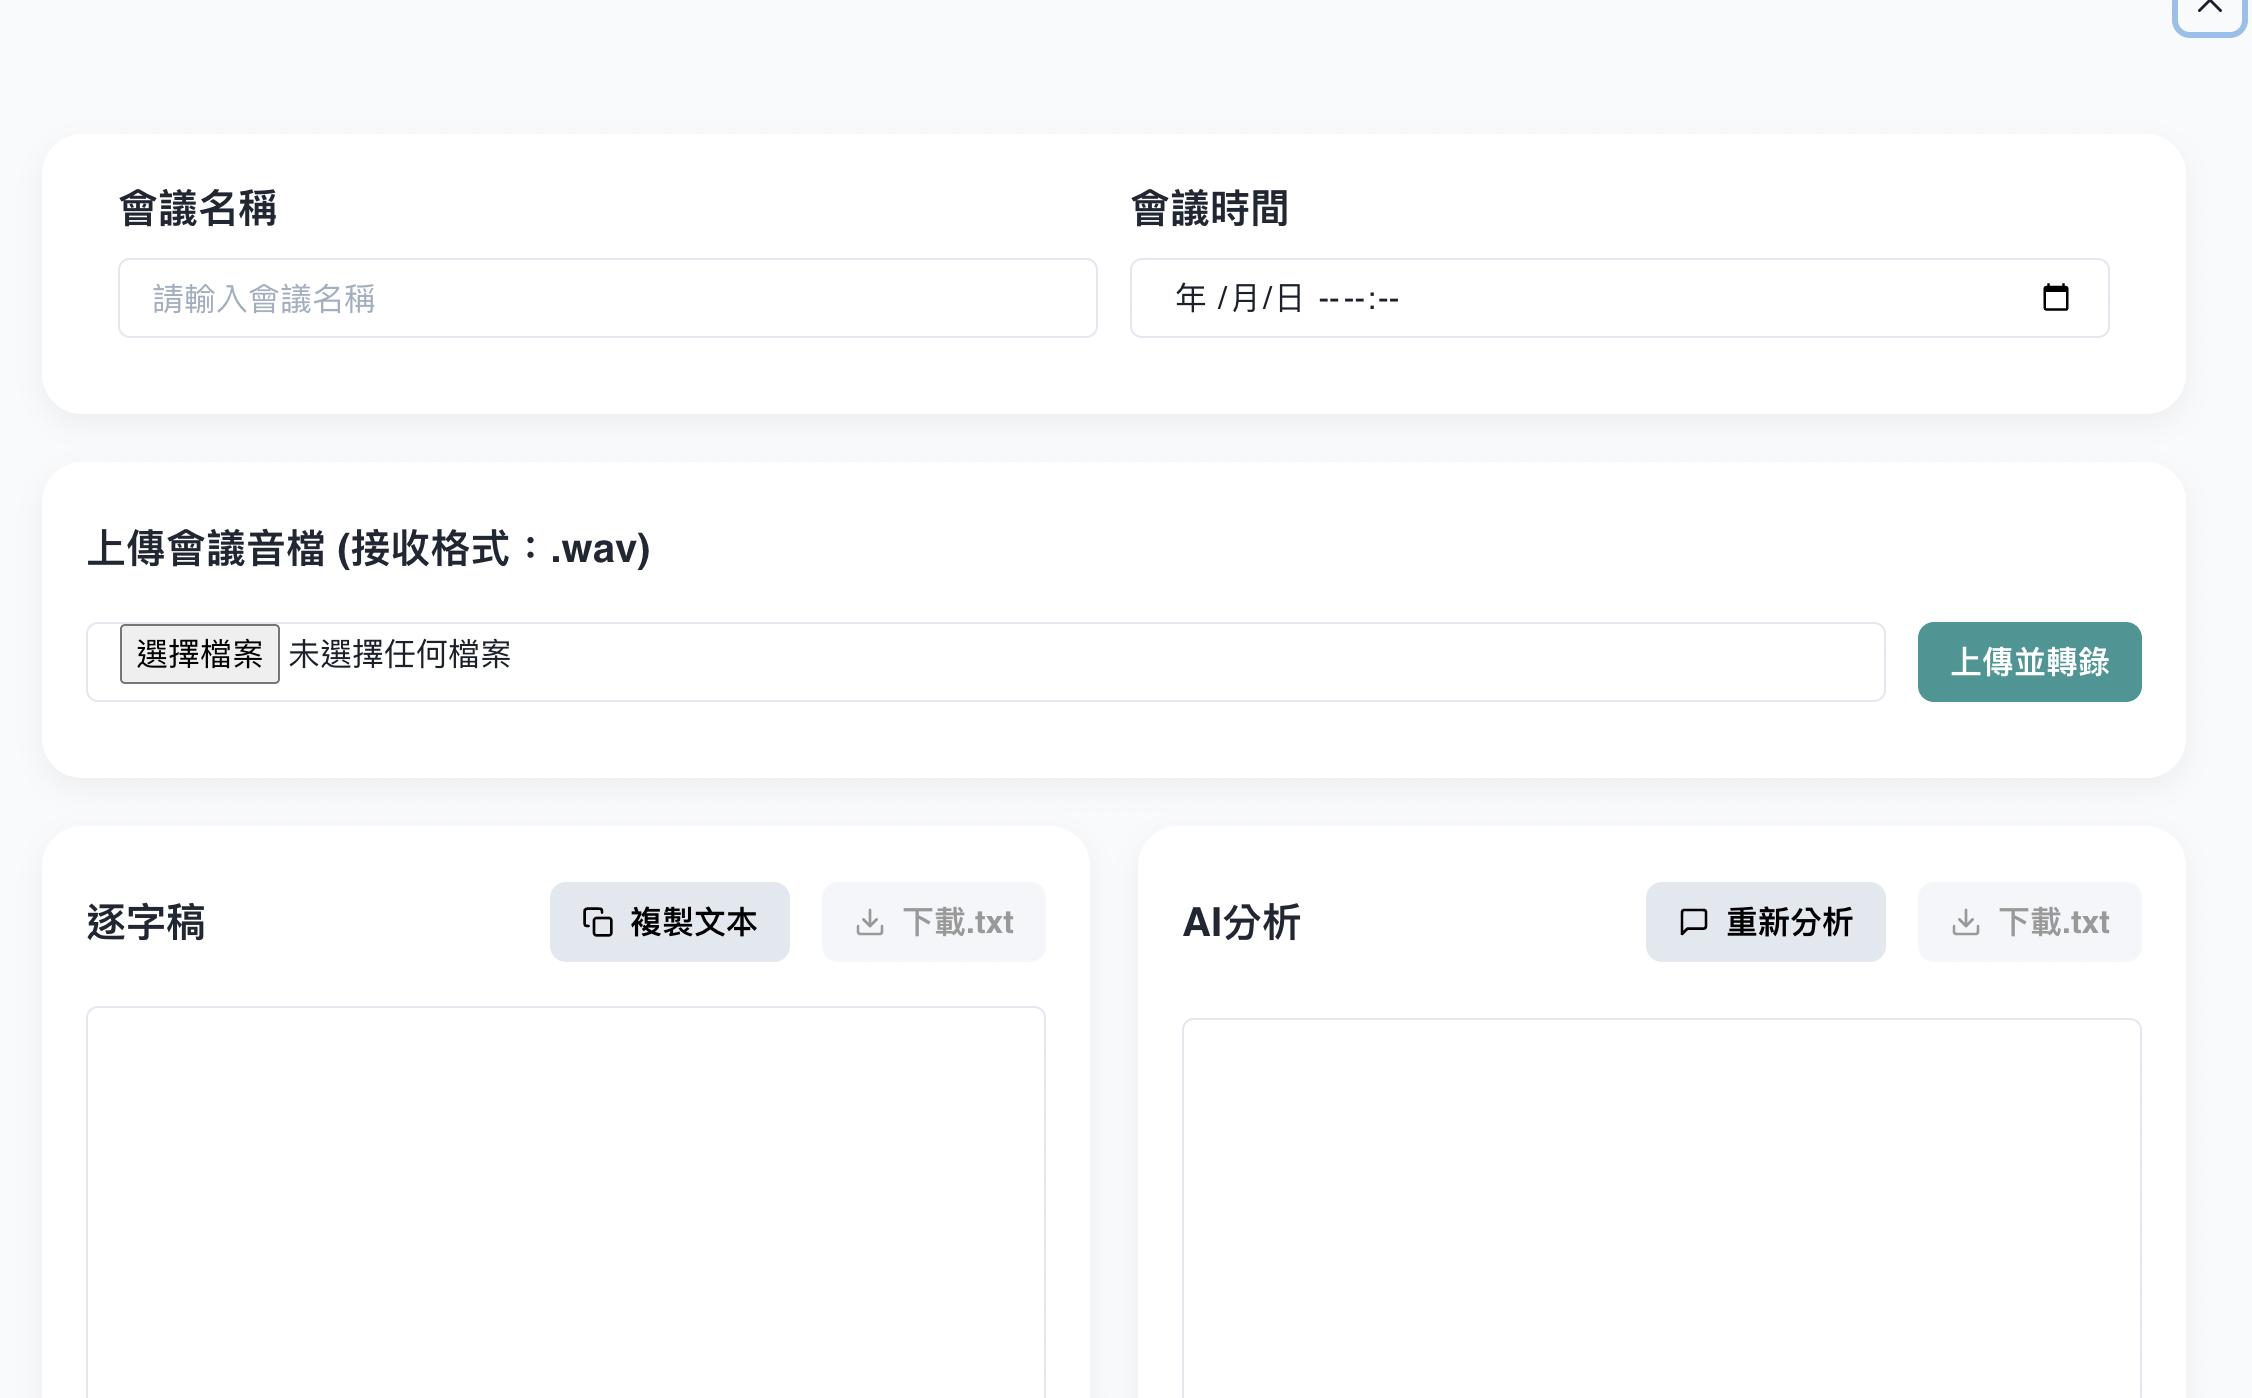 會議名稱
會議時間
請輸入會議名稱
年 /月/日 -- --:--
上傳會議音檔 (接收格式：.wav)
選擇檔案 未選擇任何檔案
上傳並轉錄
逐字稿
複製文本
下載.txt
AI分析
重新分析
下載.txt